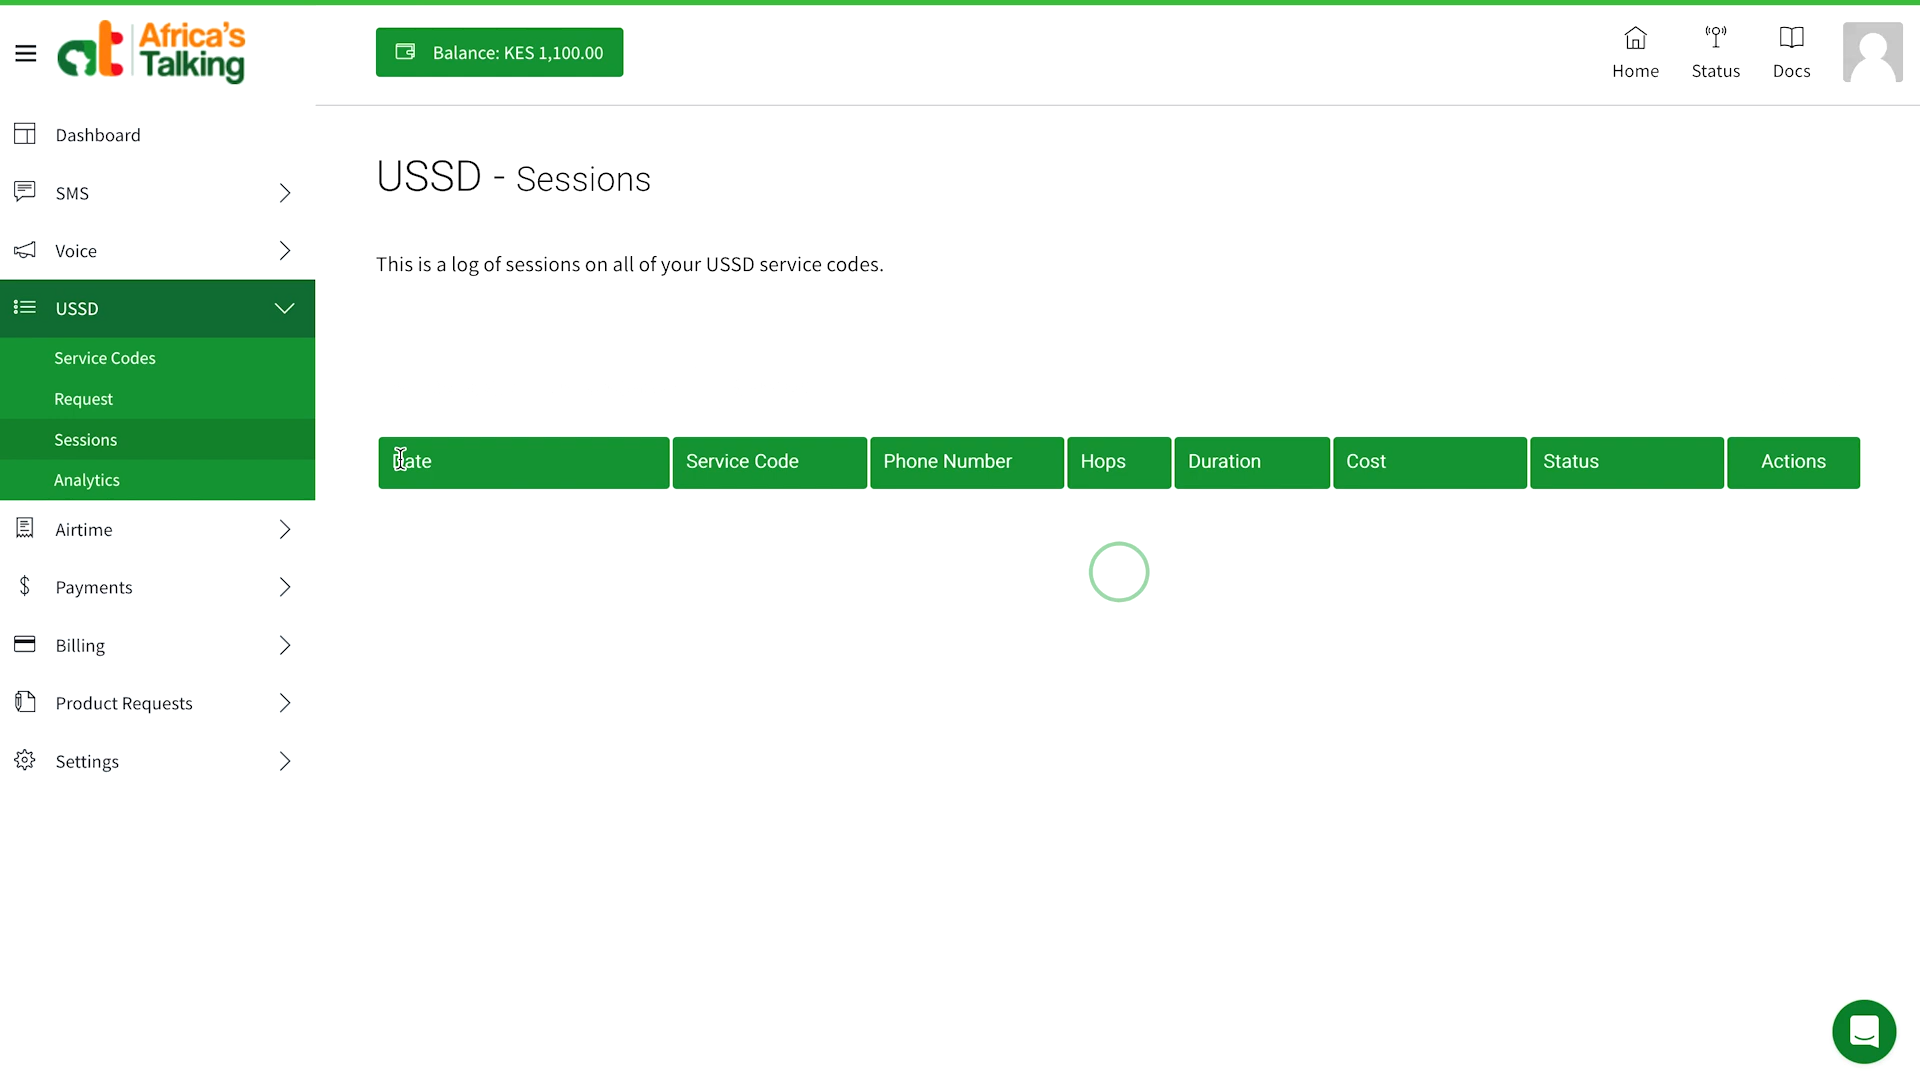 Africa's
Talking
Balance: KES 1,100.00
Home
Status
Docs
Dashboard
SMS
Voice
USSD
Service Codes
Request
Sessions
Analytics
Airtime
Payments
Billing
Product Requests
Settings
USSD - Sessions
This is a log of sessions on all of your USSD service codes.
Date
Service Code
Phone Number
Hops
Duration
Cost
Status
Actions